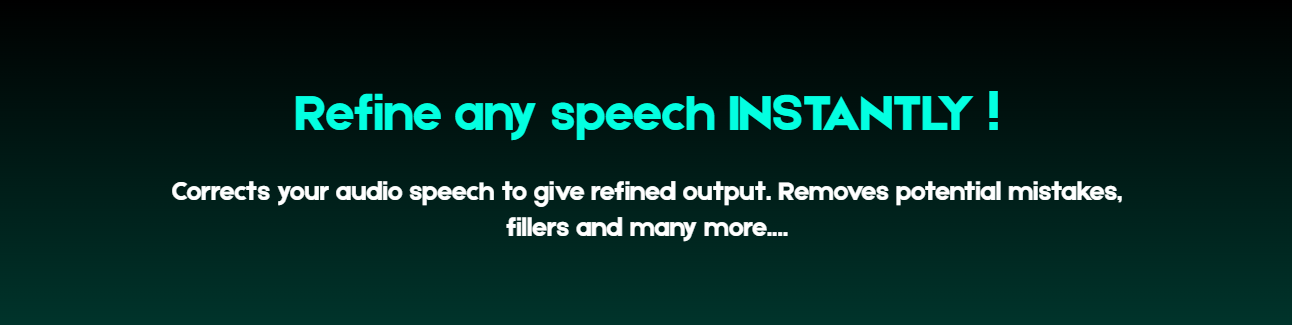 Refine any speech INSTANTLY !
Corrects your audio speech to give refined output. Removes potential mistakes,
fillers and many more....